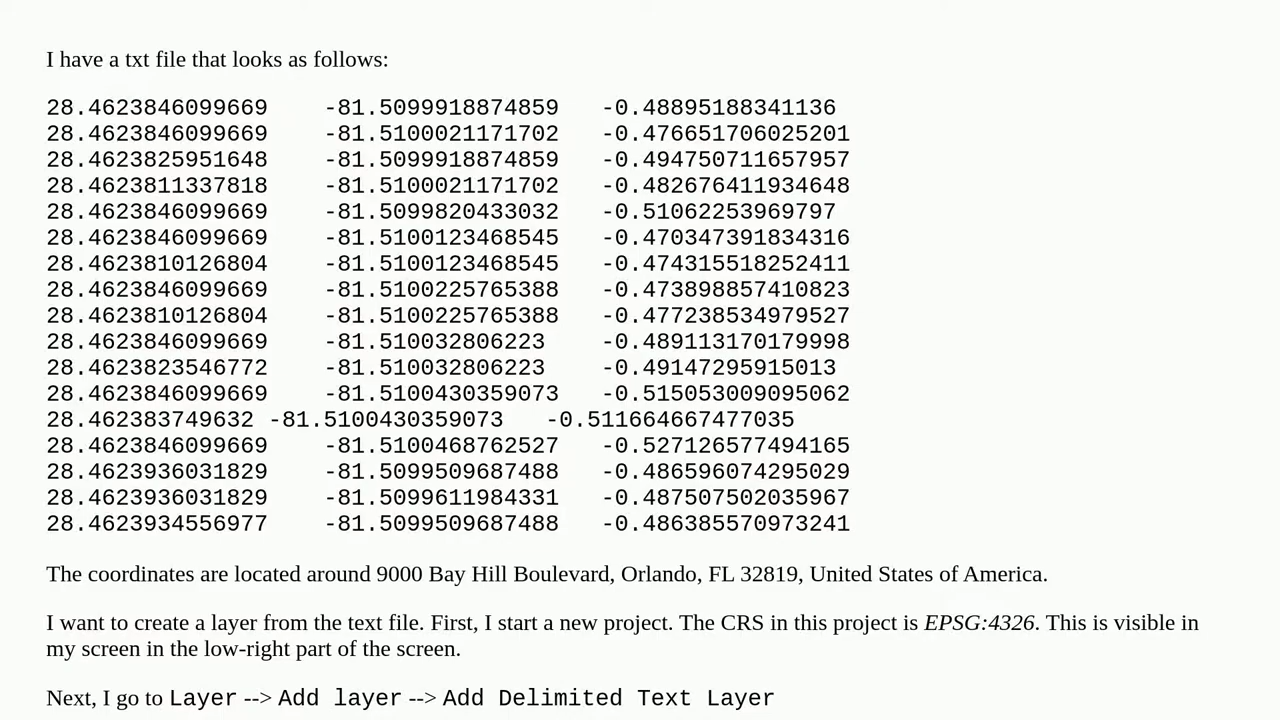 I have a txt file that looks as follows:
28.4623846099669    -81.5099918874859   -0.48895188341136
28.4623846099669    -81.5100021171702   -0.476651706025201
28.4623825951648    -81.5099918874859   -0.494750711657957
28.4623811337818    -81.5100021171702   -0.482676411934648
28.4623846099669    -81.5099820433032   -0.51062253969797
28.4623846099669    -81.5100123468545   -0.470347391834316
28.4623810126804    -81.5100123468545   -0.474315518252411
28.4623846099669    -81.5100225765388   -0.473898857410823
28.4623810126804    -81.5100225765388   -0.477238534979527
28.4623846099669    -81.510032806223    -0.489113170179998
28.4623823546772    -81.510032806223    -0.49147295915013
28.4623846099669    -81.5100430359073   -0.515053009095062
28.462383749632 -81.5100430359073   -0.511664667477035
28.4623846099669    -81.5100468762527   -0.527126577494165
28.4623936031829    -81.5099509687488   -0.486596074295029
28.4623936031829    -81.5099611984331   -0.487507502035967
28.4623934556977    -81.5099509687488   -0.486385570973241
The coordinates are located around 9000 Bay Hill Boulevard, Orlando, FL 32819, United States of America.
I want to create a layer from the text file. First, I start a new project. The CRS in this project is EPSG:4326. This is visible in
my screen in the low-right part of the screen.
Next, I go to Layer --> Add layer --> Add Delimited Text Layer